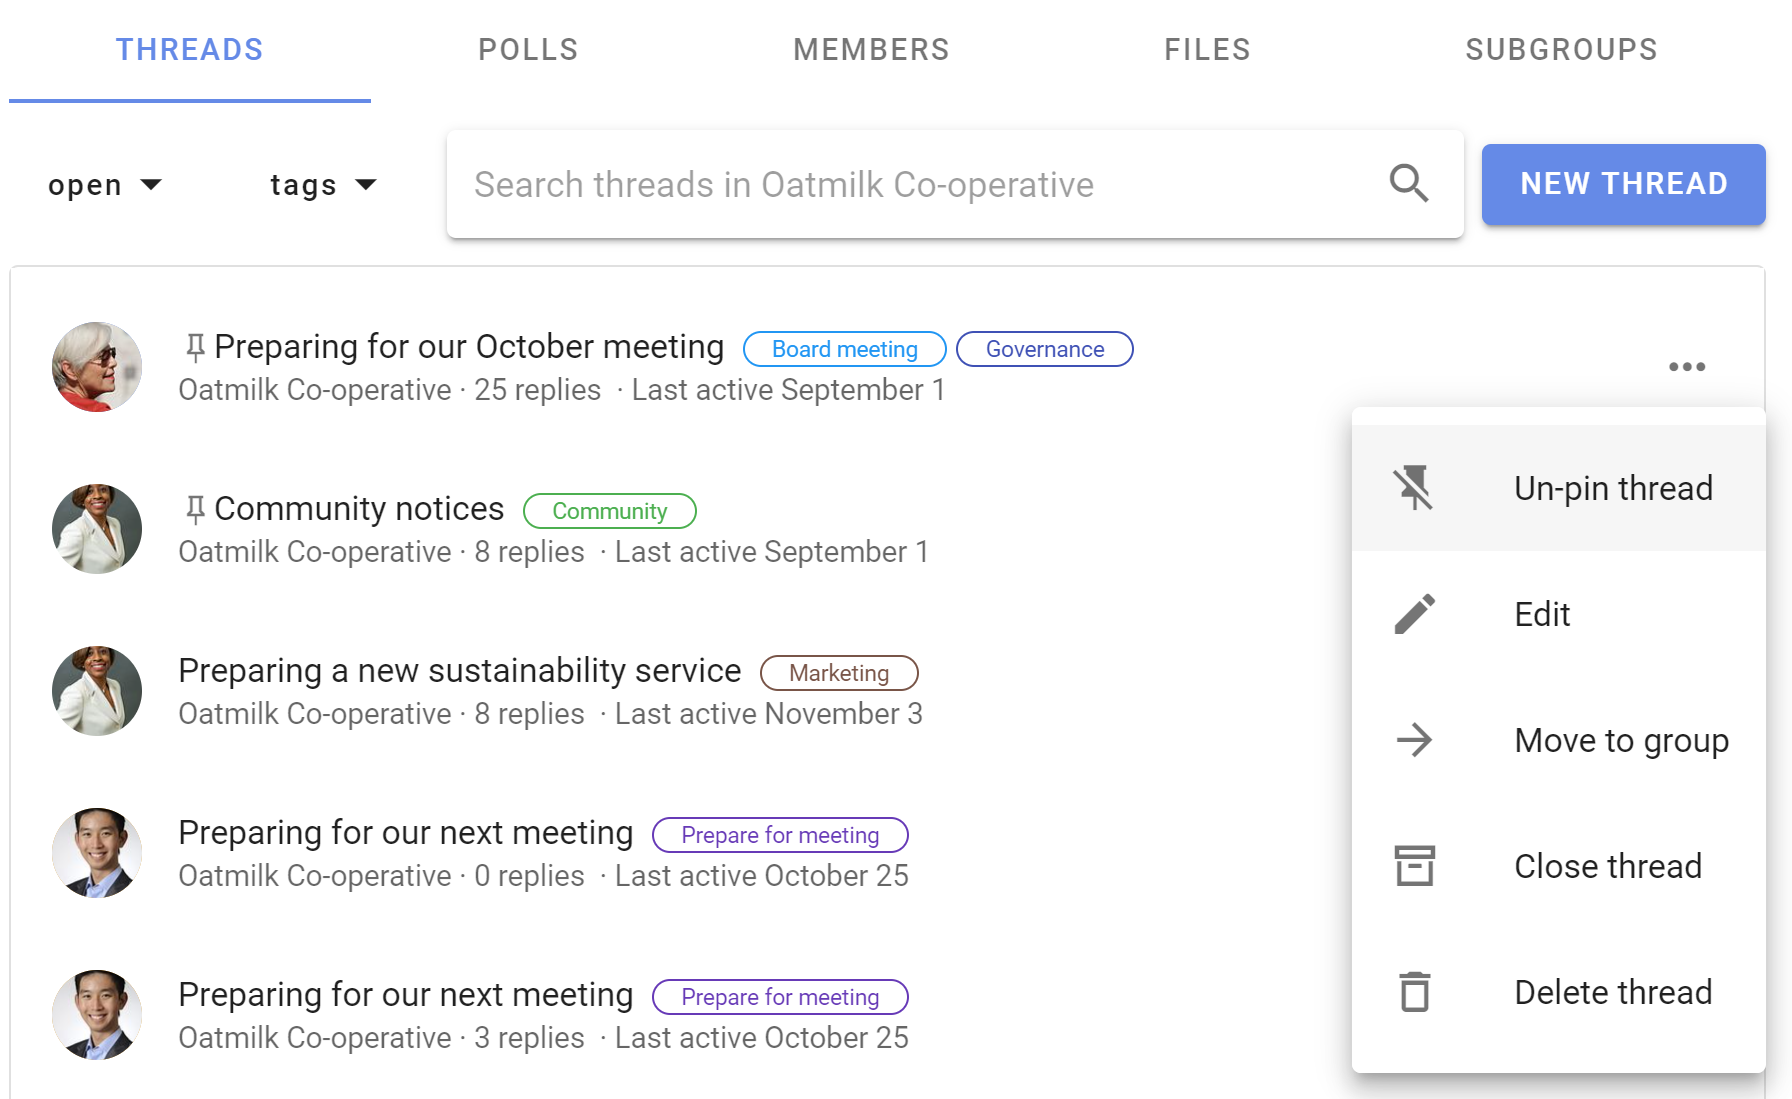 THREADS POLLS MEMBERS FILES SUBGROUPS
open tags Search threads in Oatmilk Co-operative NEW THREAD
Preparing for our October meeting Board meeting Governance
Oatmilk Co-operative · 25 replies · Last active September 1
Community notices Community
Oatmilk Co-operative · 8 replies · Last active September 1
Preparing a new sustainability service Marketing
Oatmilk Co-operative · 8 replies · Last active November 3
Preparing for our next meeting Prepare for meeting
Oatmilk Co-operative · 0 replies · Last active October 25
Preparing for our next meeting Prepare for meeting
Oatmilk Co-operative · 3 replies · Last active October 25
Un-pin thread
Edit
Move to group
Close thread
Delete thread